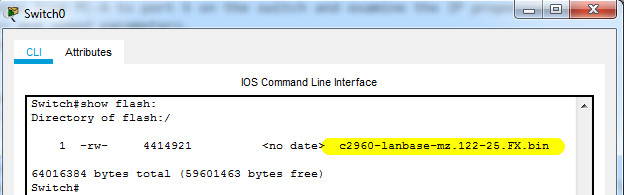 Switch0
CLI Attributes
IOS Command Line Interface
Switch#show flash:
Directory of flash:/
1 -rw- 4414921 <no date> c2960-lanbase-mz.122-25.FX.bin
64016384 bytes total (59601463 bytes free)
Switch#